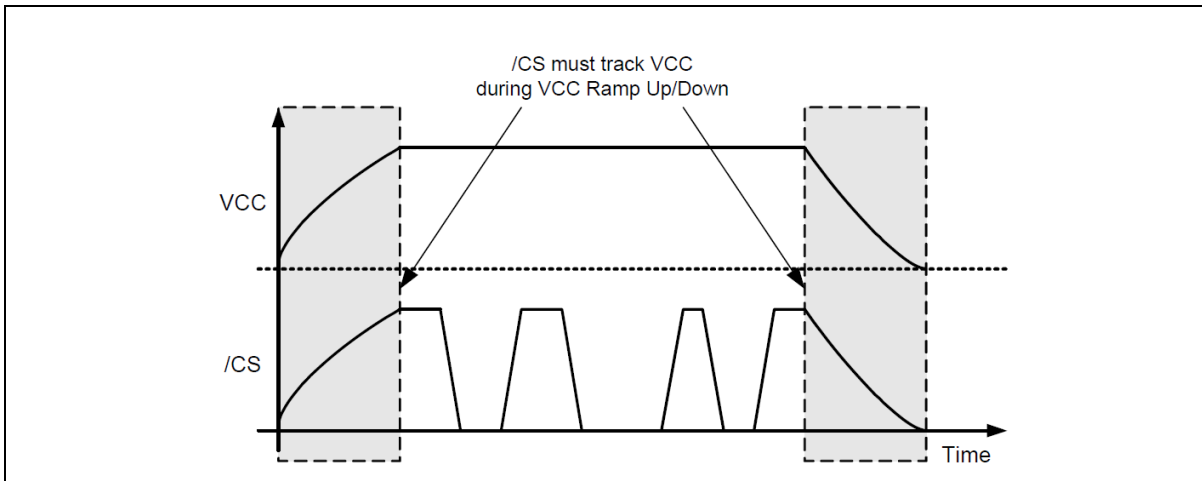 /CS must track VCC
during VCC Ramp Up/Down
VCC
/CS
Time